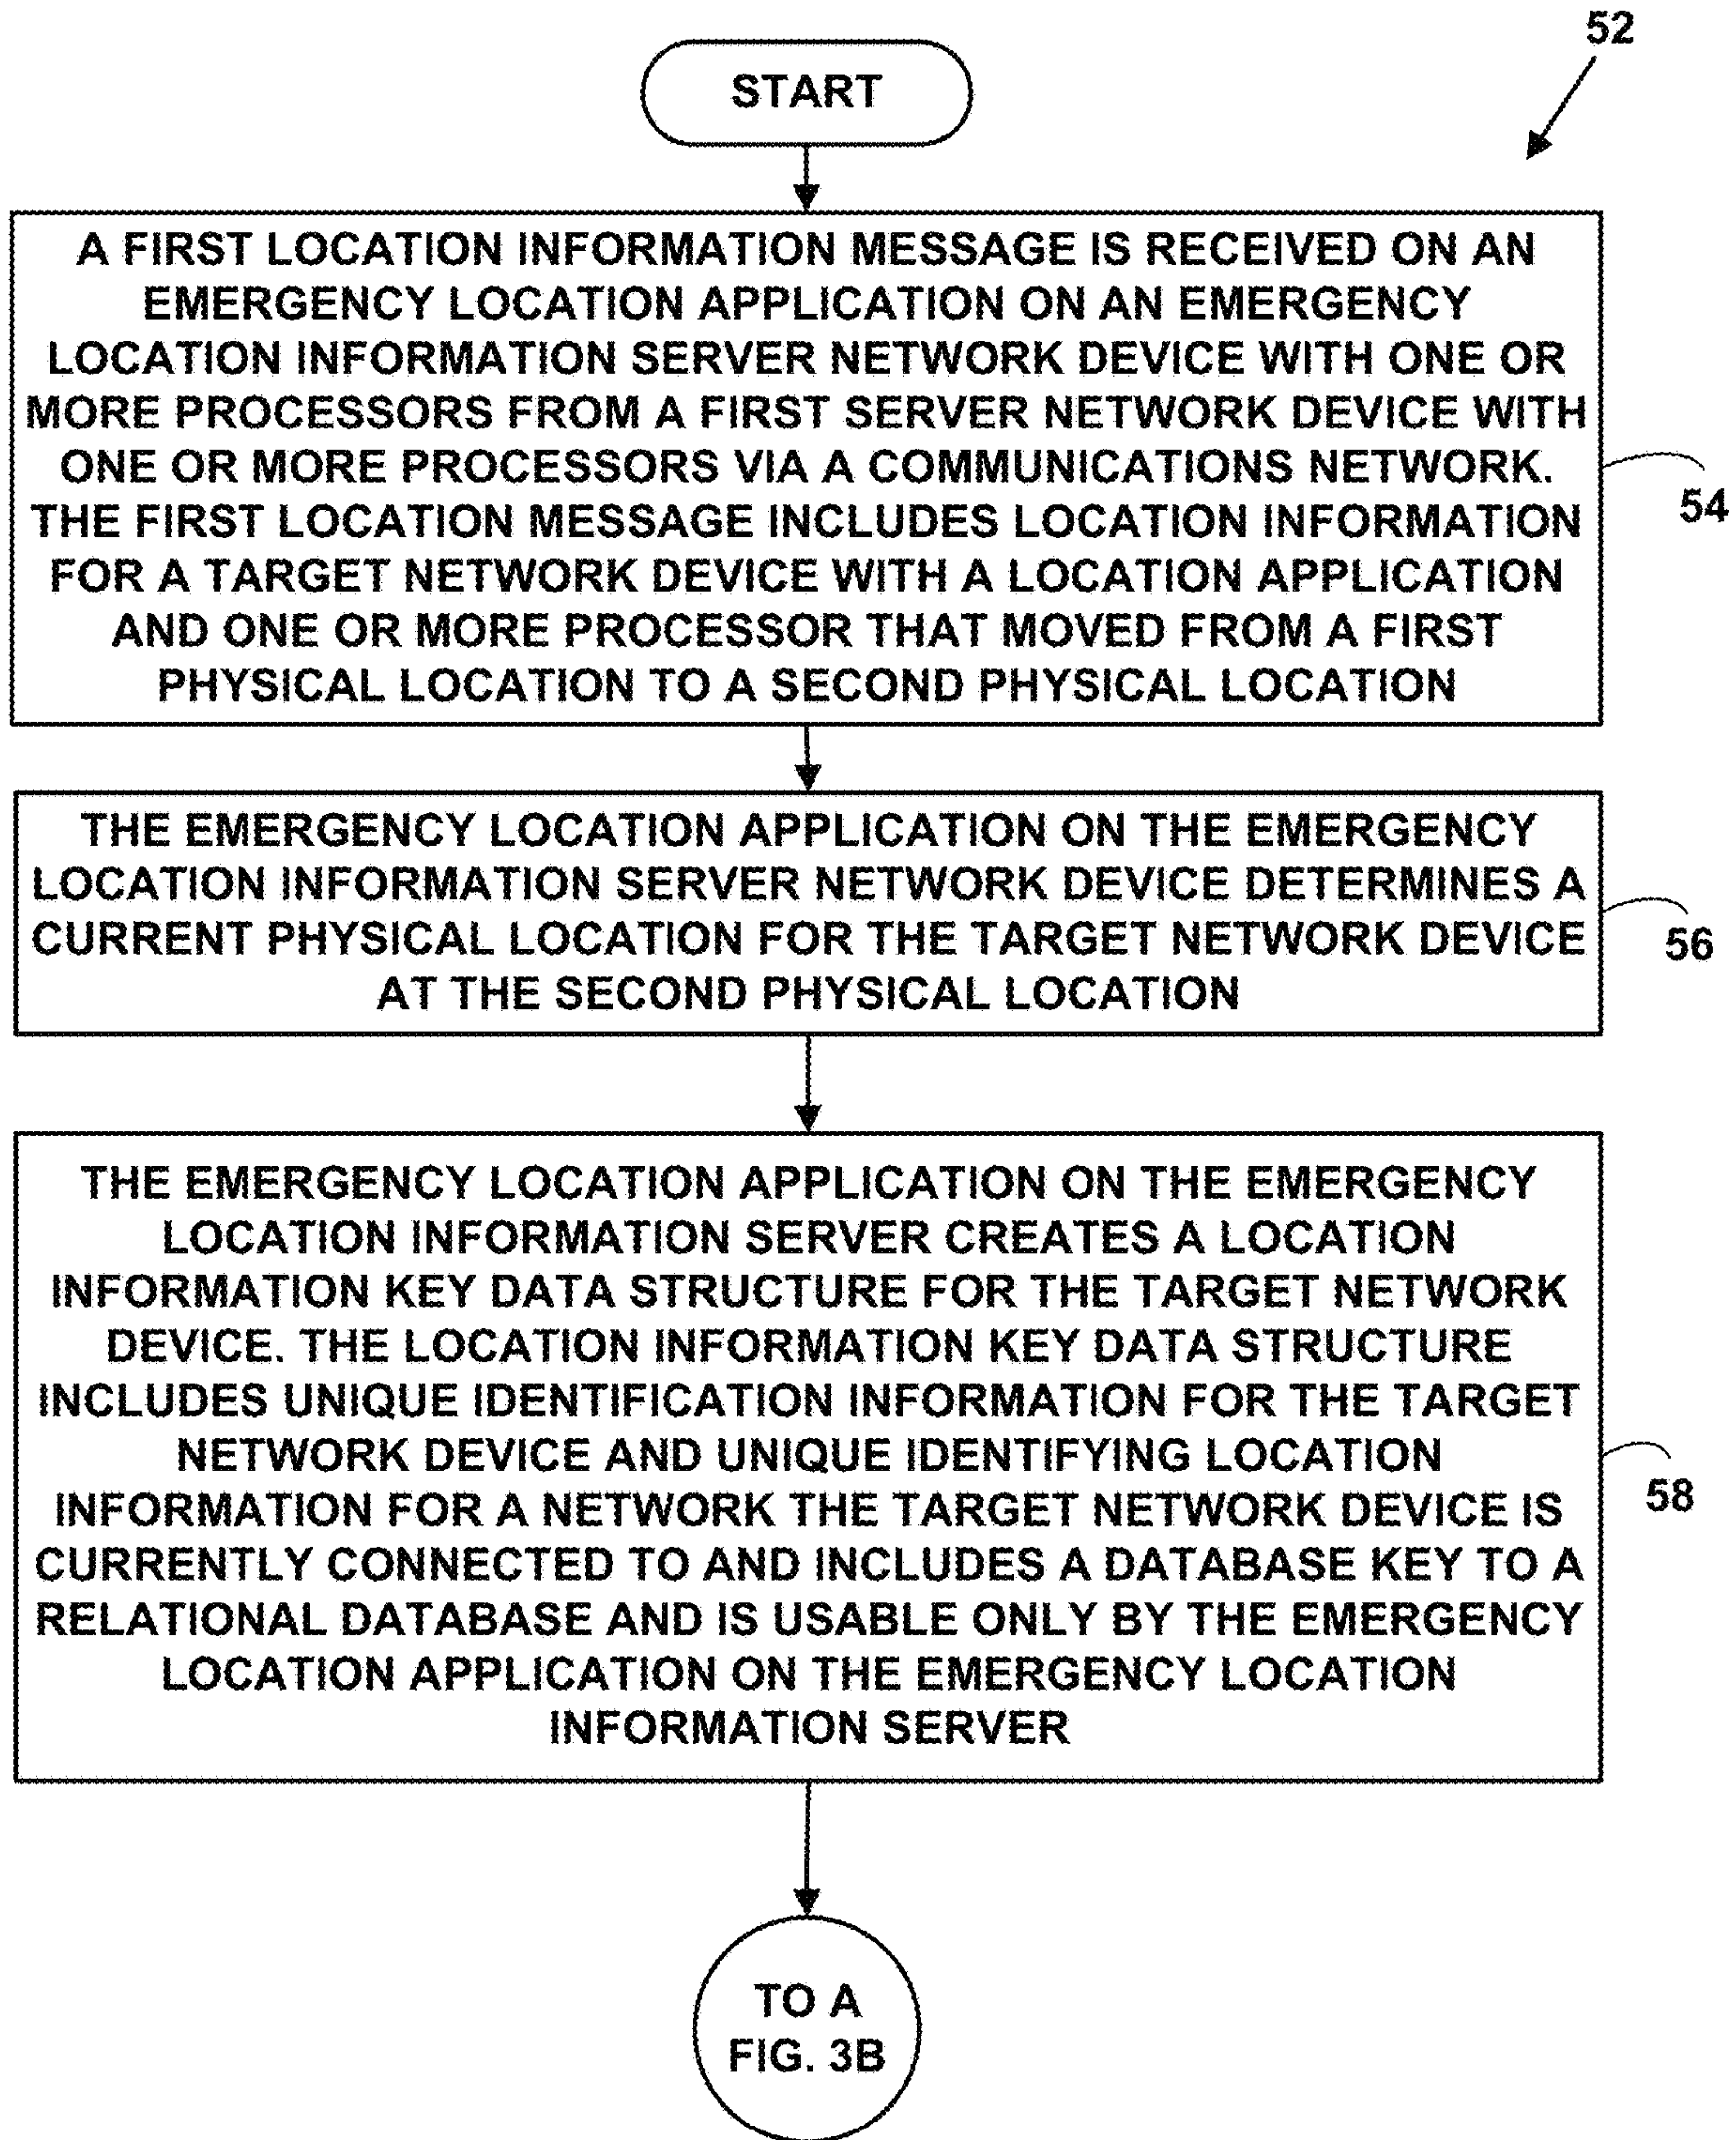 52
START
A FIRST LOCATION INFORMATION MESSAGE IS RECEIVED ON AN
EMERGENCY LOCATION APPLICATION ON AN EMERGENCY
LOCATION INFORMATION SERVER NETWORK DEVICE WITH ONE OR
MORE PROCESSORS FROM A FIRST SERVER NETWORK DEVICE WITH
ONE OR MORE PROCESSORS VIA A COMMUNICATIONS NETWORK.
THE FIRST LOCATION MESSAGE INCLUDES LOCATION INFORMATION
FOR A TARGET NETWORK DEVICE WITH A LOCATION APPLICATION
AND ONE OR MORE PROCESSOR THAT MOVED FROM A FIRST
PHYSICAL LOCATION TO A SECOND PHYSICAL LOCATION
54
THE EMERGENCY LOCATION APPLICATION ON THE EMERGENCY
LOCATION INFORMATION SERVER NETWORK DEVICE DETERMINES A
CURRENT PHYSICAL LOCATION FOR THE TARGET NETWORK DEVICE
AT THE SECOND PHYSICAL LOCATION
56
THE EMERGENCY LOCATION APPLICATION ON THE EMERGENCY
LOCATION INFORMATION SERVER CREATES A LOCATION
INFORMATION KEY DATA STRUCTURE FOR THE TARGET NETWORK
DEVICE. THE LOCATION INFORMATION KEY DATA STRUCTURE
INCLUDES UNIQUE IDENTIFICATION INFORMATION FOR THE TARGET
NETWORK DEVICE AND UNIQUE IDENTIFYING LOCATION
INFORMATION FOR A NETWORK THE TARGET NETWORK DEVICE IS
CURRENTLY CONNECTED TO AND INCLUDES A DATABASE KEY TO A
RELATIONAL DATABASE AND IS USABLE ONLY BY THE EMERGENCY
LOCATION APPLICATION ON THE EMERGENCY LOCATION
INFORMATION SERVER
58
TO A
FIG. 3B